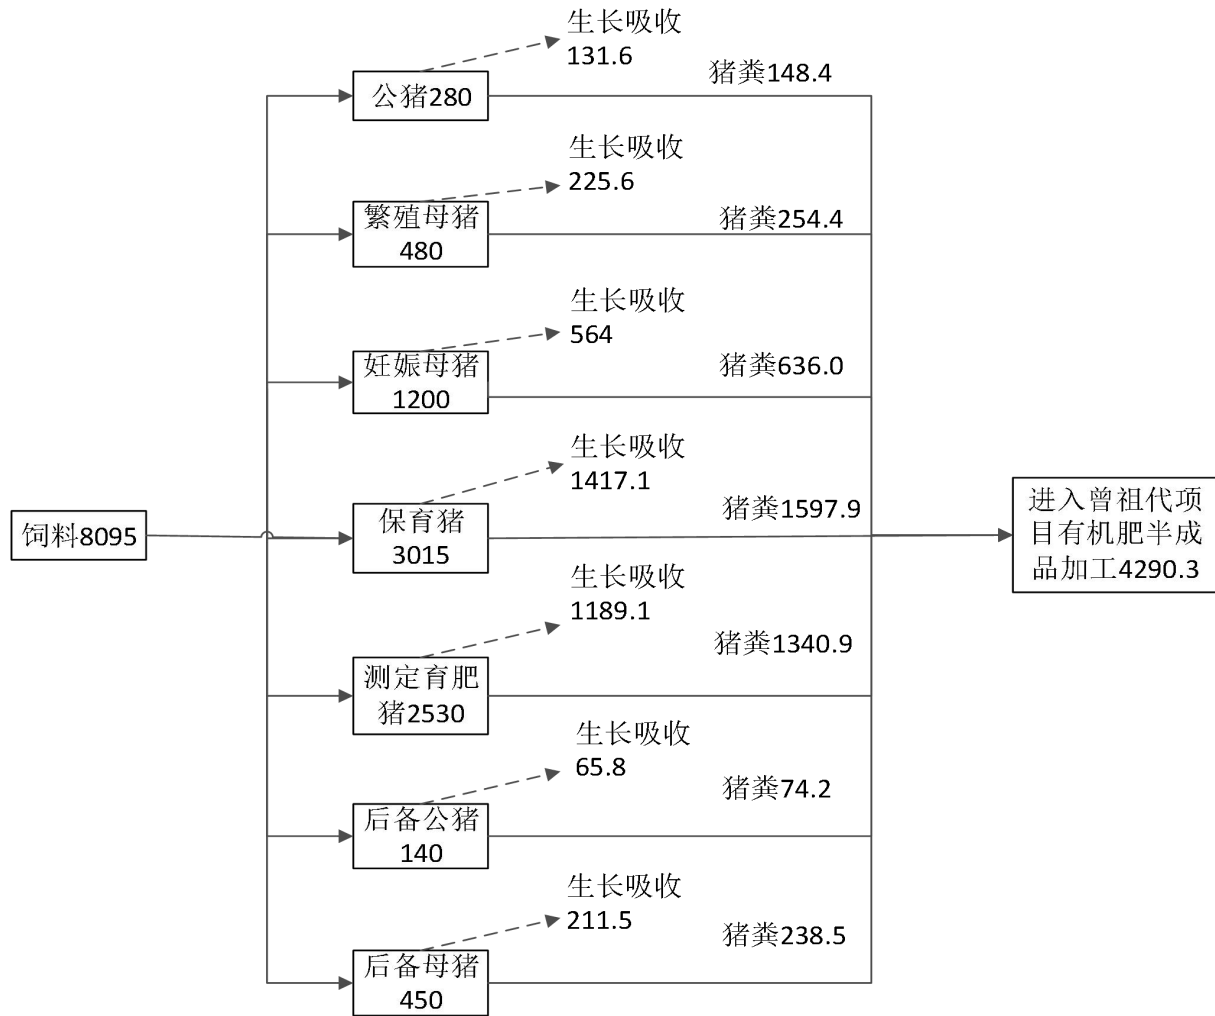 生长吸收
131.6
猪粪148.4
公猪280
生长吸收
225.6
猪粪254.4
繁殖母猪
480
生长吸收
564
猪粪636.0
妊娠母猪
1200
生长吸收
1417.1
猪粪1597.9
饲料8095
保育猪
3015
进入曾祖代项
目有机肥半成
品加工4290.3
生长吸收
1189.1
猪粪1340.9
测定育肥
猪2530
生长吸收
65.8
猪粪74.2
后备公猪
140
生长吸收
211.5
猪粪238.5
后备母猪
450